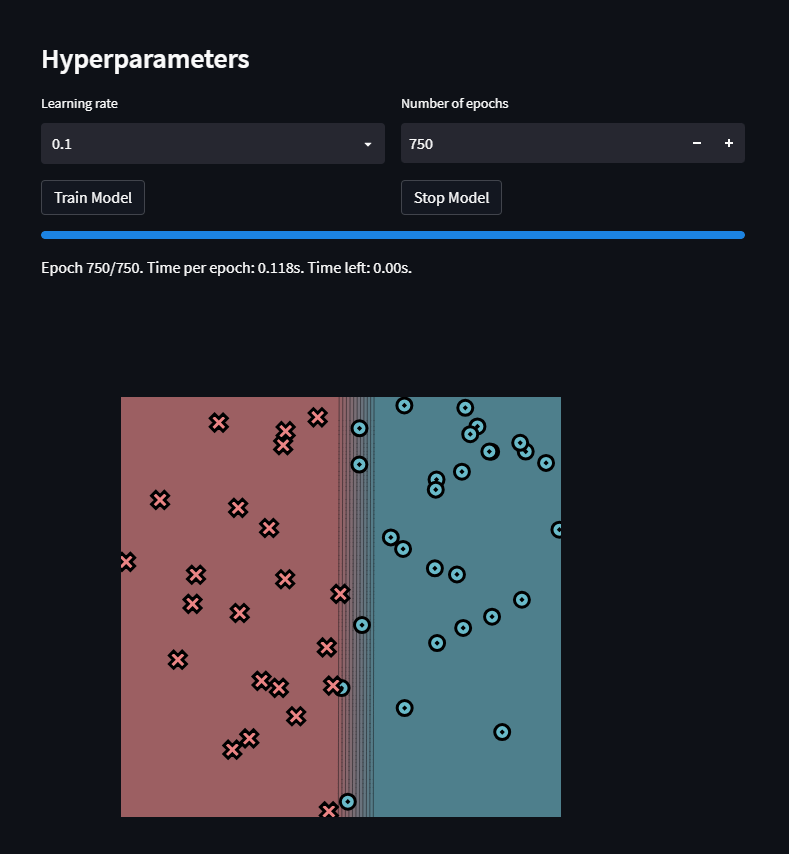 Hyperparameters
Learning rate
Number of epochs
0.1
750
Train Model
Stop Model
Epoch 750/750. Time per epoch: 0.118s. Time left: 0.00s.